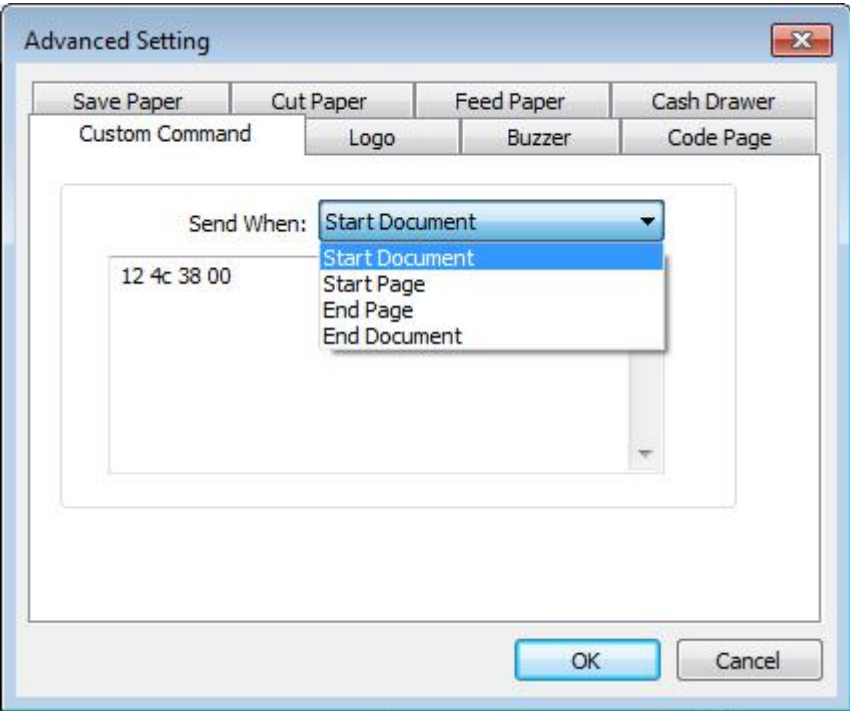 Advanced Setting
Save Paper Cut Paper Feed Paper Cash Drawer
Custom Command Logo Buzzer Code Page
Send When: Start Document
Start Document
12 4c 38 00
Start Page
End Page
End Document
OK Cancel